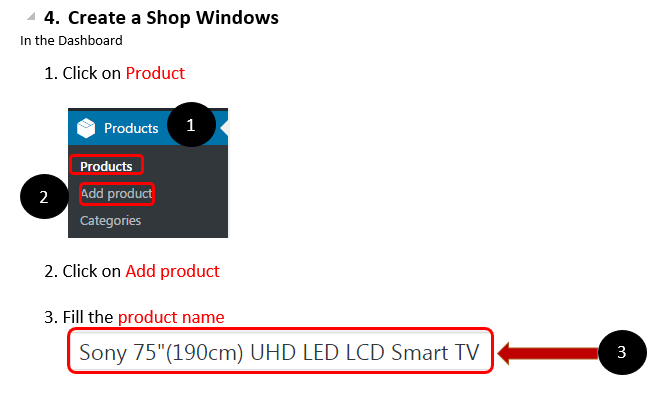 4. Create a Shop Windows
In the Dashboard
1. Click on Product
Products 1
Products
2 Add product
Categories
2. Click on Add product
3. Fill the product name
Sony 75"(190cm) UHD LED LCD Smart TV 3